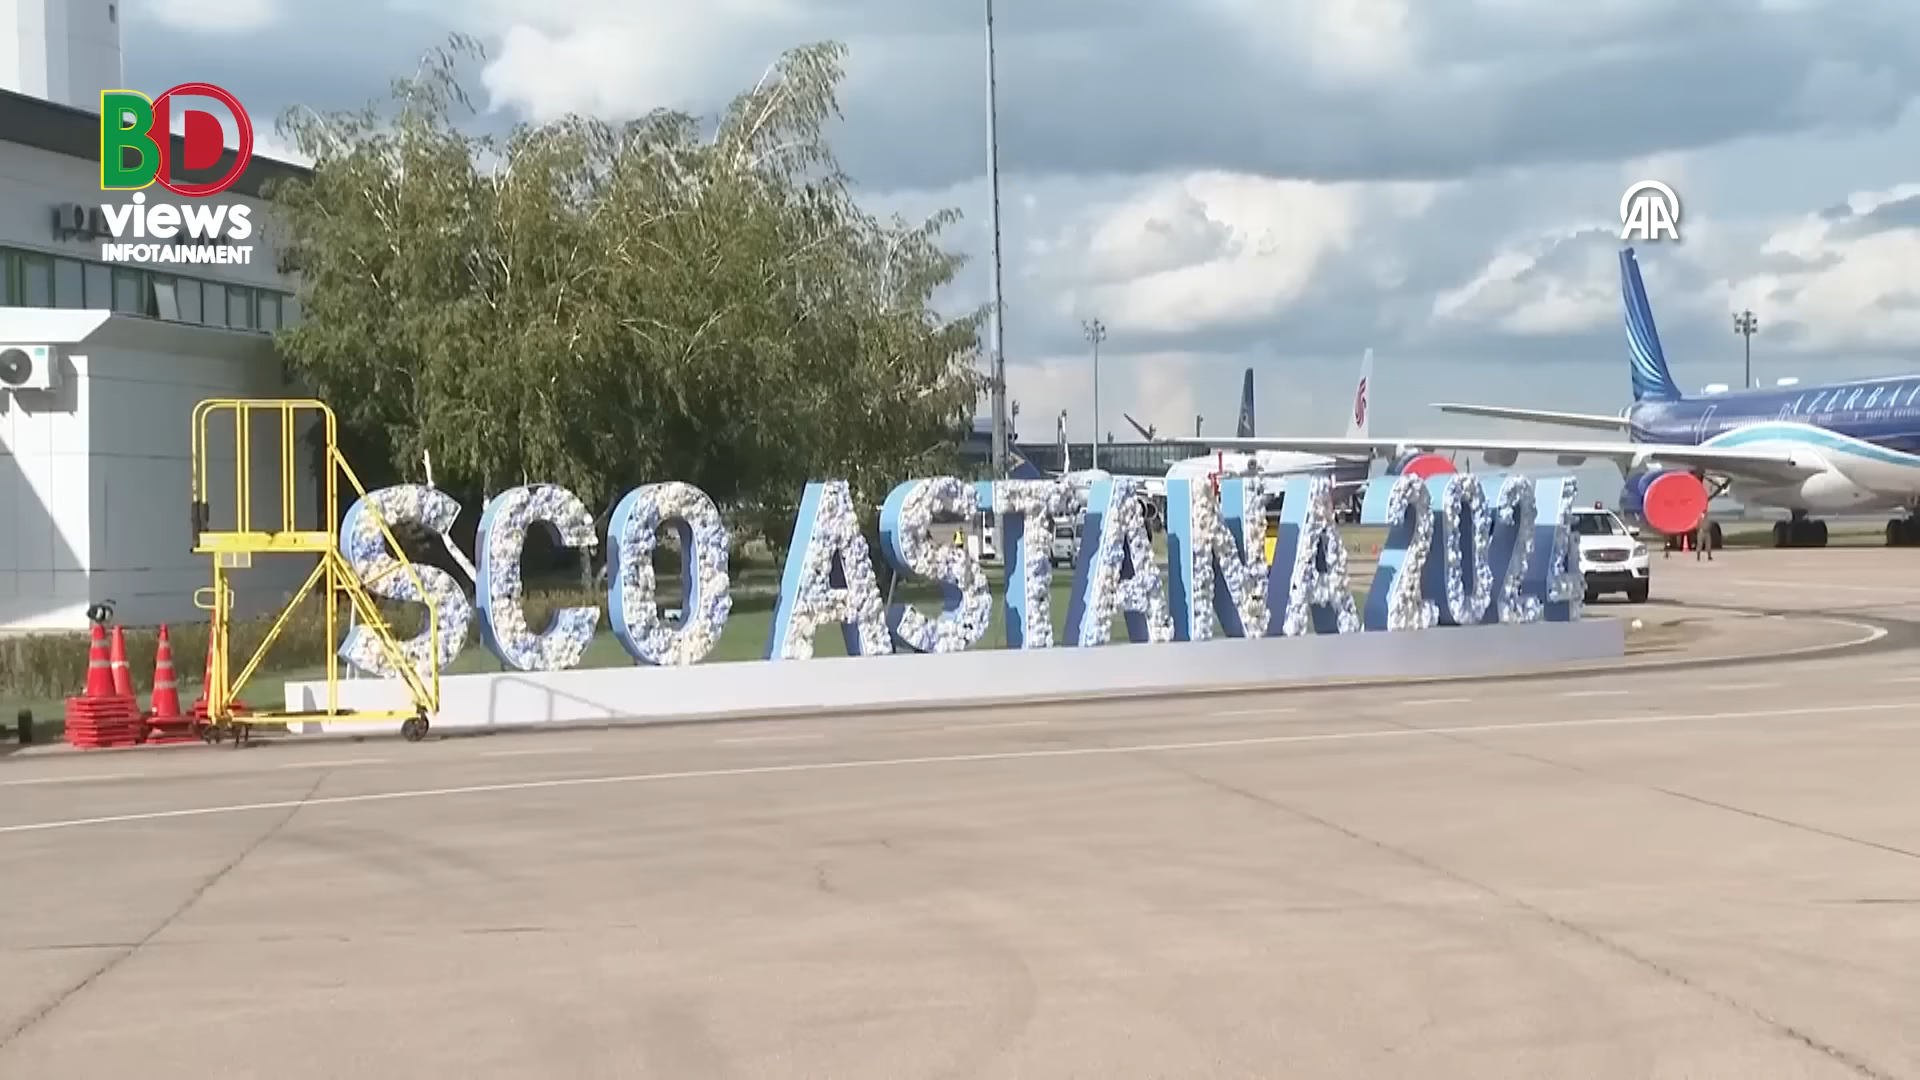 BD
views
INFOTAINMENT
AA
AZERBAI
SCO ASTANA 2024